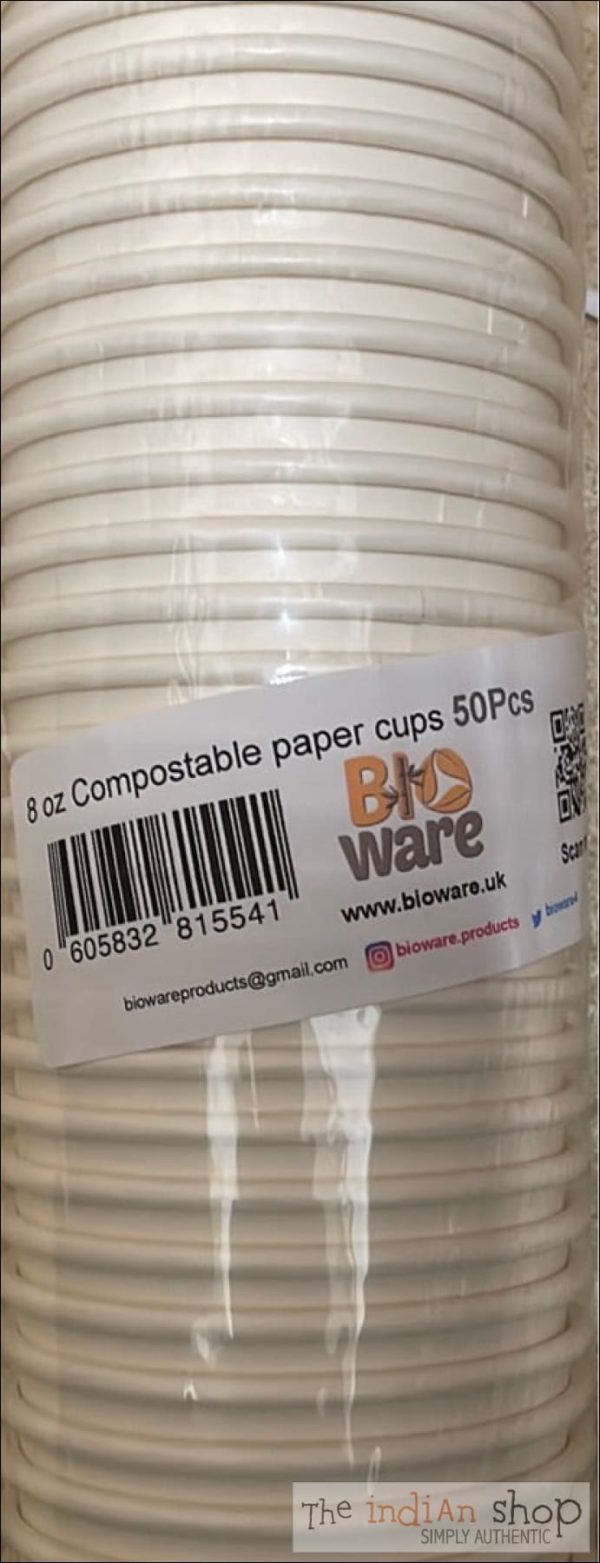 8 oz Compostable paper cups 50Pcs
BIO
ware
0 605832 815541
www.bioware.uk
biowareproducts@gmail.com
bioware.products
The indiAn shop
SIMPLY AUTHENTIC